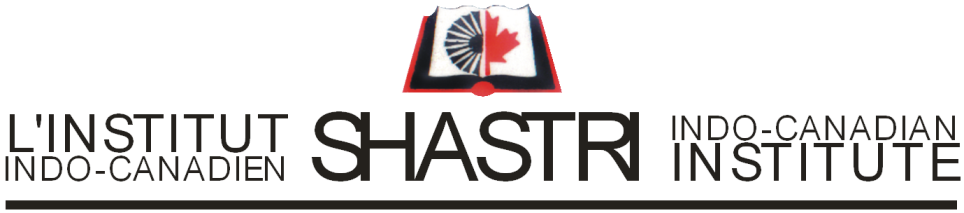 L'INSTITUT
INDO-CANADIEN
SHASTRI
INDO-CANADIAN
INSTITUTE